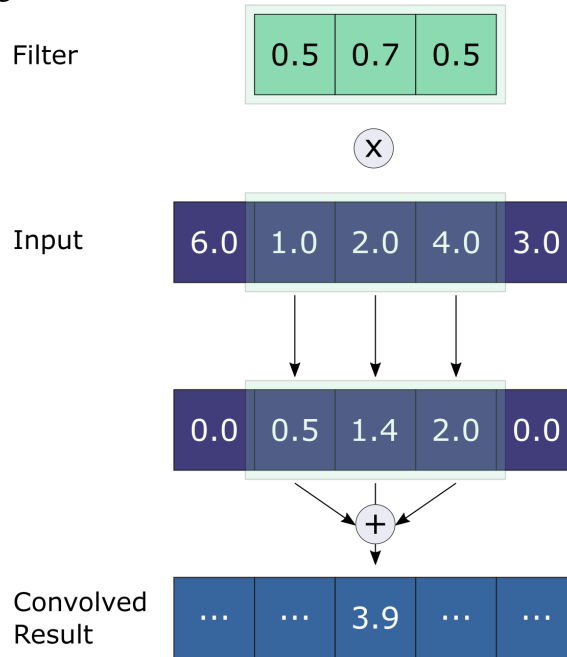 Filter 0.5 0.7 0.5
x
Input 6.0 1.0 2.0 4.0 3.0
0.0 0.5 1.4 2.0 0.0
+
Convolved
Result
... ... 3.9 ... ...